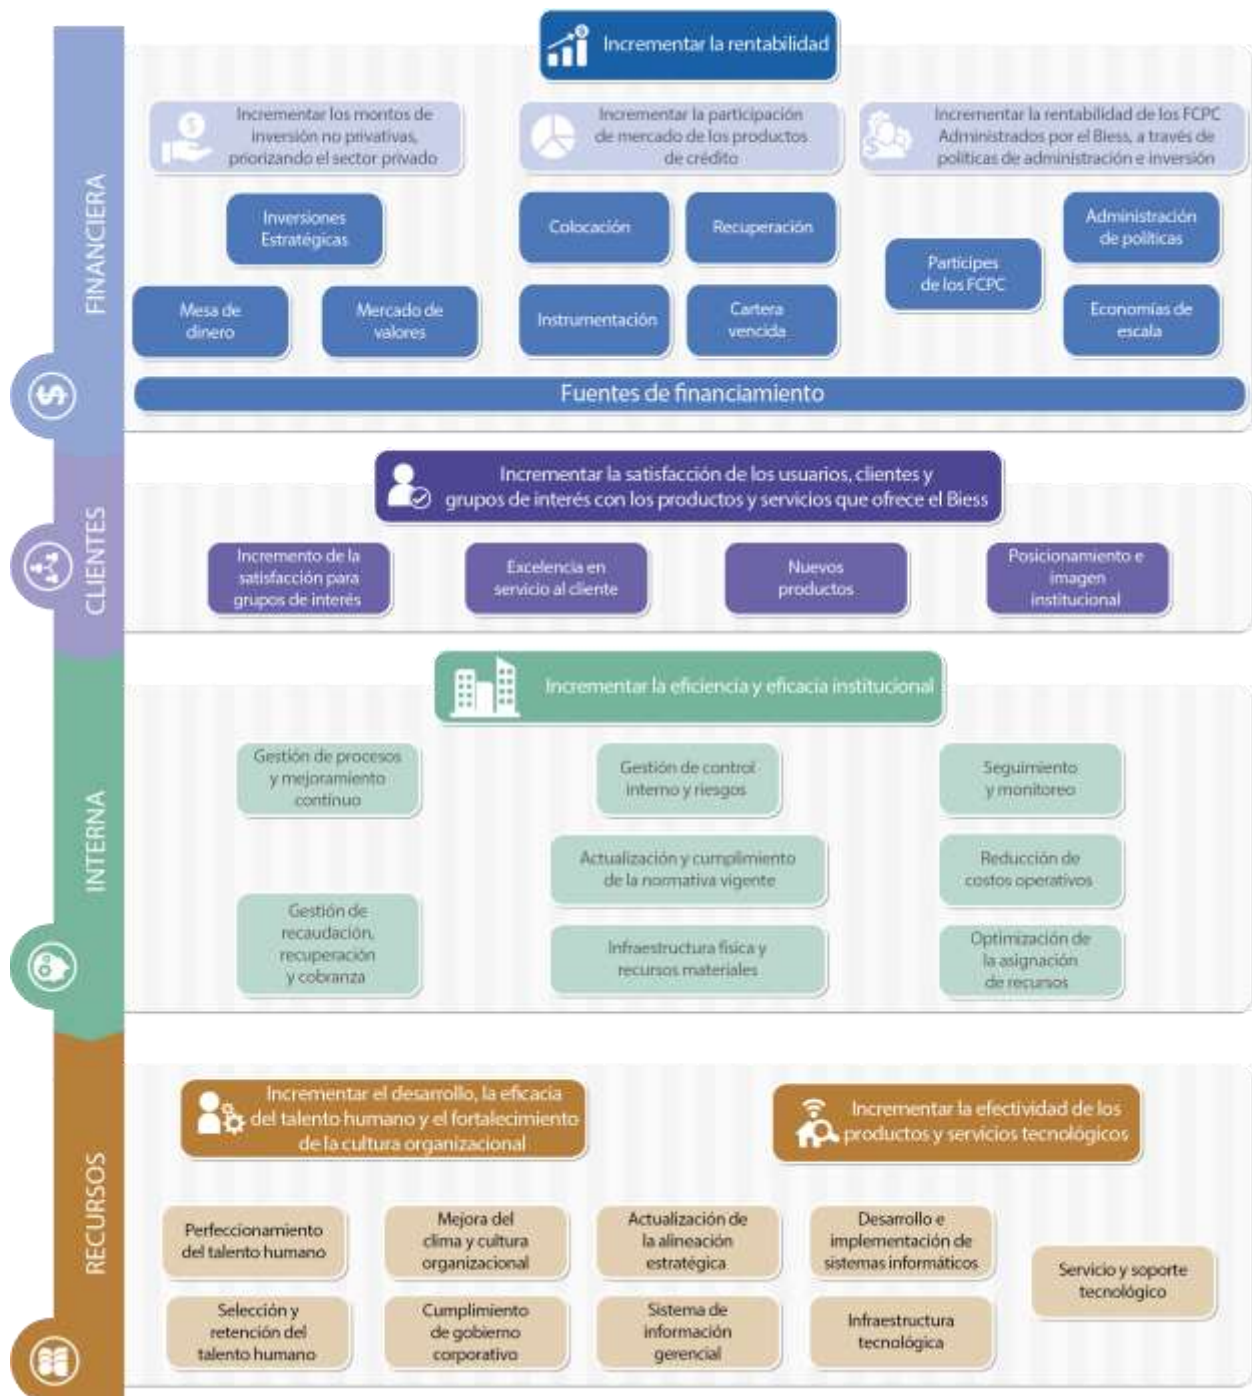 Incrementar la rentabilidad
FINANCIERA
Incrementar los montos de
inversión no privativas,
priorizando el sector privado
Incrementar la participación
de mercado de los productos
de crédito
Incrementar la rentabilidad de los FCPC
Administrados por el Biess, a través de
políticas de administración e inversión
Inversiones
Estratégicas
Mesa de
dinero
Mercado de
valores
Colocación
Recuperación
Instrumentación
Cartera
vencida
Partícipes
de los FCPC
Administración
de políticas
Economías de
escala
Fuentes de financiamiento
CLIENTES
Incrementar la satisfacción de los usuarios, clientes y
grupos de interés con los productos y servicios que ofrece el Biess
Incremento de la
satisfacción para
grupos de interés
Excelencia en
servicio al cliente
Nuevos
productos
Posicionamiento e
imagen
institucional
INTERNA
Incrementar la eficiencia y eficacia institucional
Gestión de procesos
y mejoramiento
contínuo
Gestión de control
interno y riesgos
Seguimiento
y monitoreo
Actualización y cumplimiento
de la normativa vigente
Reducción de
costos operativos
Gestión de
recaudación,
recuperación
y cobranza
Infraestructura física y
recursos materiales
Optimización de
la asignación
de recursos
RECURSOS
Incrementar el desarrollo, la eficacia
del talento humano y el fortalecimiento
de la cultura organizacional
Incrementar la efectividad de los
productos y servicios tecnológicos
Perfeccionamiento
del talento humano
Mejora del
clima y cultura
organizacional
Actualización de
la alineación
estratégica
Desarrollo e
implementación de
sistemas informáticos
Servicio y soporte
tecnológico
Selección y
retención del
talento humano
Cumplimiento
de gobierno
corporativo
Sistema de
información
gerencial
Infraestructura
tecnológica